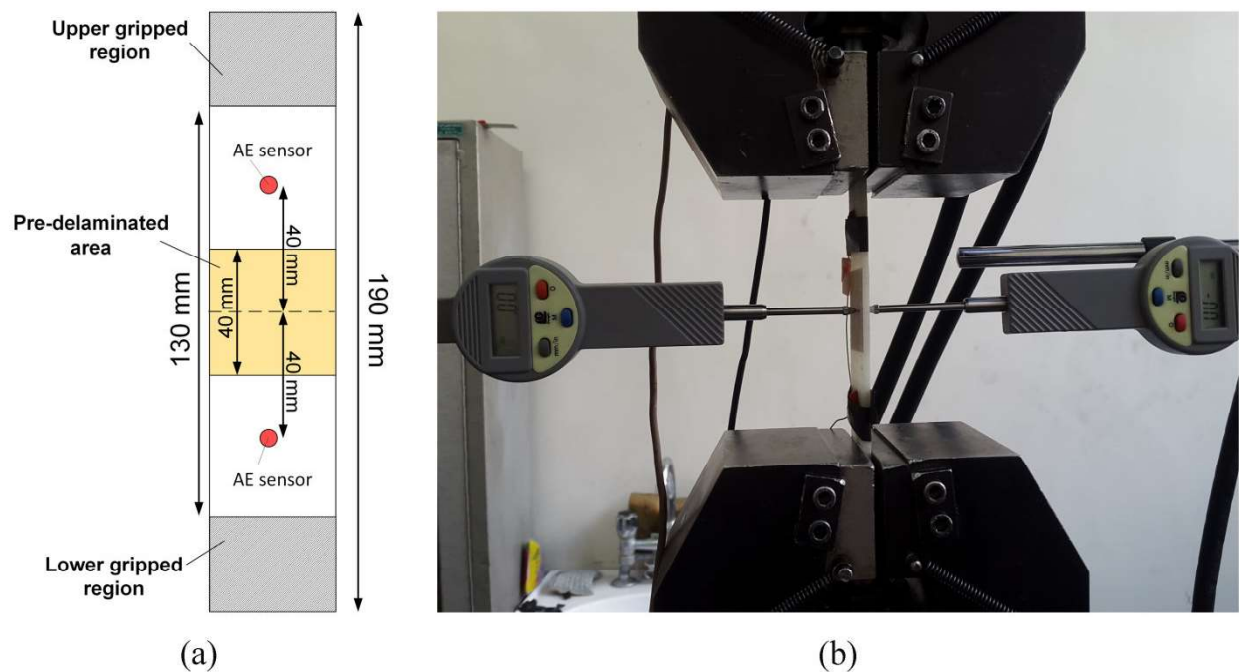 Upper gripped
region
AE sensor
40 mm
Pre-delaminated
area
130 mm
40 mm
190 mm
40 mm
AE sensor
Lower gripped
region
(a)
(b)